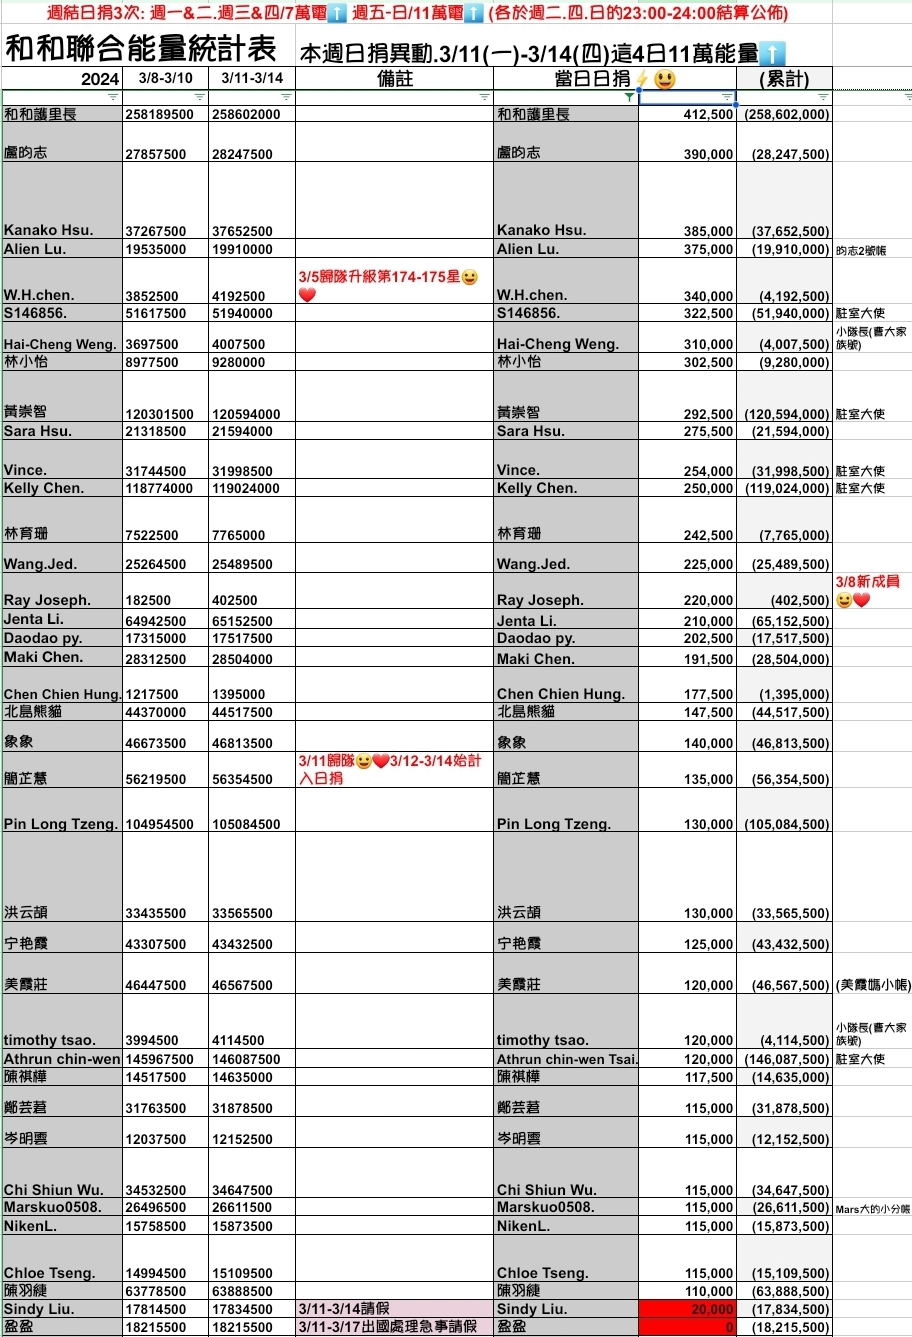 週結日捐3次: 週一&二.週三&四/7萬電⬆️ 週五-日/11萬電⬆️ (各於週二.四.日的23:00-24:00結算公佈)
和和聯合能量統計表 本週日捐異動.3/11(一)-3/14(四)這4日11萬能量⬆️
2024 3/8-3/10 3/11-3/14 備註 當日日捐⚡😃 (累計)
和和護里長 258189500 258602000 和和護里長 412,500 (258,602,000)
盧昀志 27857500 28247500 盧昀志 390,000 (28,247,500)
Kanako Hsu. 37267500 37652500 Kanako Hsu. 385,000 (37,652,500)
Alien Lu. 19535000 19910000 Alien Lu. 375,000 (19,910,000) 昀志2號帳
3/5歸隊升級第174-175星😀
W.H.chen. 3852500 4192500 ❤️ W.H.chen. 340,000 (4,192,500)
S146856. 51617500 51940000 S146856. 322,500 (51,940,000) 駐室大使
小隊長(曹大家
Hai-Cheng Weng. 3697500 4007500 Hai-Cheng Weng. 310,000 (4,007,500) 族號)
林小怡 8977500 9280000 林小怡 302,500 (9,280,000)
黃崇智 120301500 120594000 黃崇智 292,500 (120,594,000) 駐室大使
Sara Hsu. 21318500 21594000 Sara Hsu. 275,500 (21,594,000)
Vince. 31744500 31998500 Vince. 254,000 (31,998,500) 駐室大使
Kelly Chen. 118774000 119024000 Kelly Chen. 250,000 (119,024,000) 駐室大使
林育珊 7522500 7765000 林育珊 242,500 (7,765,000)
Wang.Jed. 25264500 25489500 Wang.Jed. 225,000 (25,489,500)
3/8新成員
Ray Joseph. 182500 402500 Ray Joseph. 220,000 (402,500) 😀❤️
Jenta Li. 64942500 65152500 Jenta Li. 210,000 (65,152,500)
Daodao py. 17315000 17517500 Daodao py. 202,500 (17,517,500)
Maki Chen. 28312500 28504000 Maki Chen. 191,500 (28,504,000)
Chen Chien Hung. 1217500 1395000 Chen Chien Hung. 177,500 (1,395,000)
北島熊貓 44370000 44517500 北島熊貓 147,500 (44,517,500)
象象 46673500 46813500 象象 140,000 (46,813,500)
3/11歸隊😀❤️3/12-3/14始計
簡芷慧 56219500 56354500 入日捐 簡芷慧 135,000 (56,354,500)
Pin Long Tzeng. 104954500 105084500 Pin Long Tzeng. 130,000 (105,084,500)
洪云頡 33435500 33565500 洪云頡 130,000 (33,565,500)
宁艳霞 43307500 43432500 宁艳霞 125,000 (43,432,500)
美霞莊 46447500 46567500 美霞莊 120,000 (46,567,500) (美霞媽小帳)
小隊長(曹大家
timothy tsao. 3994500 4114500 timothy tsao. 120,000 (4,114,500) 族號)
Athrun chin-wen 145967500 146087500 Athrun chin-wen Tsai. 120,000 (146,087,500) 駐室大使
陳祺樺 14517500 14635000 陳祺樺 117,500 (14,635,000)
鄭芸萻 31763500 31878500 鄭芸萻 115,000 (31,878,500)
岑明雲 12037500 12152500 岑明雲 115,000 (12,152,500)
Chi Shiun Wu. 34532500 34647500 Chi Shiun Wu. 115,000 (34,647,500)
Marskuo0508. 26496500 26611500 Marskuo0508. 115,000 (26,611,500) Mars大的小分帳
NikenL. 15758500 15873500 NikenL. 115,000 (15,873,500)
Chloe Tseng. 14994500 15109500 Chloe Tseng. 115,000 (15,109,500)
陳羽緁 63778500 63888500 陳羽緁 110,000 (63,888,500)
Sindy Liu. 17814500 17834500 3/11-3/14請假 Sindy Liu. 20,000 (17,834,500)
盈盈 18215500 18215500 3/11-3/17出國處理急事請假 盈盈 0 (18,215,500)